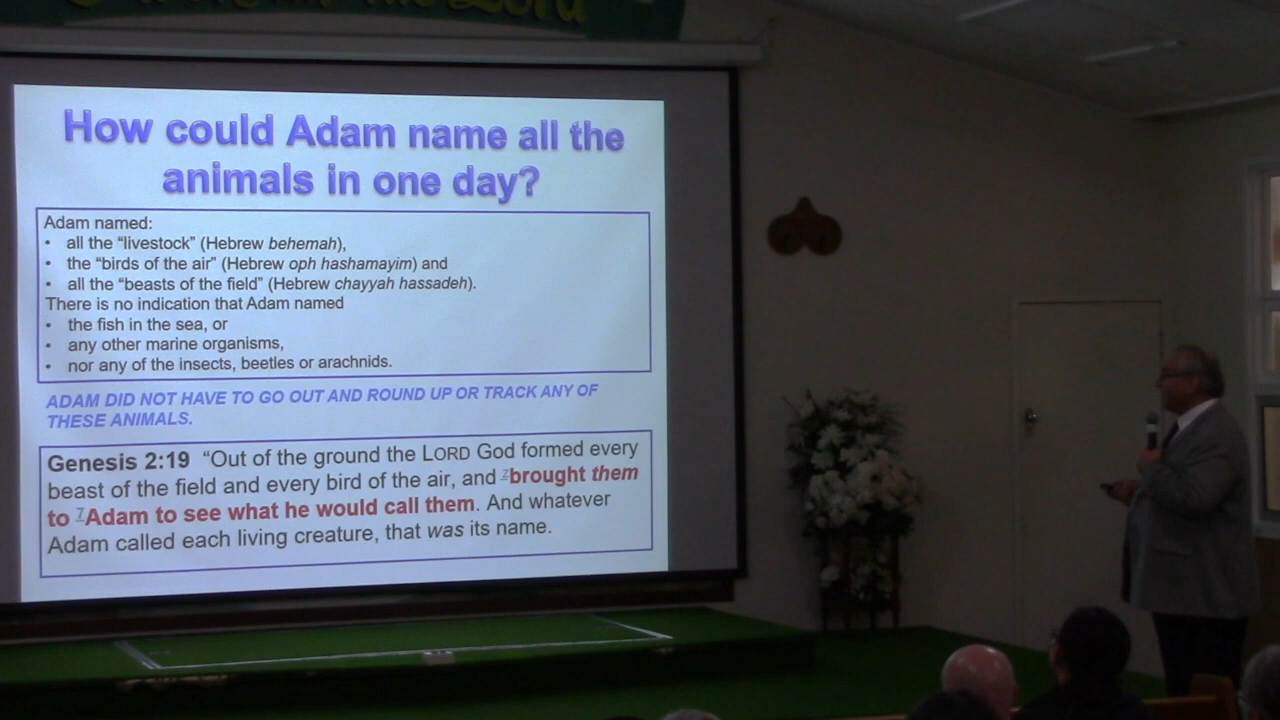 Lord
How could Adam name all the
animals in one day?
Adam named:
• all the “livestock” (Hebrew behemah),
• the “birds of the air” (Hebrew oph hashamayim) and
• all the “beasts of the field” (Hebrew chayyah hassadeh).
There is no indication that Adam named
• the fish in the sea, or
• any other marine organisms,
• nor any of the insects, beetles or arachnids.
ADAM DID NOT HAVE TO GO OUT AND ROUND UP OR TRACK ANY OF
THESE ANIMALS.
Genesis 2:19 “Out of the ground the LORD God formed every
beast of the field and every bird of the air, and brought them
to Adam to see what he would call them. And whatever
Adam called each living creature, that was its name.